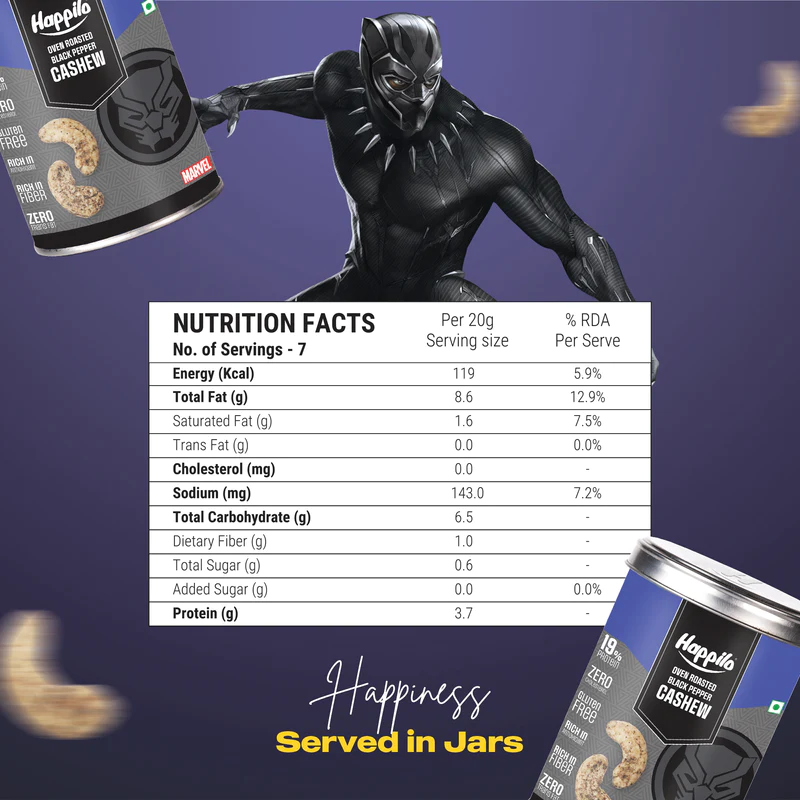 Happilo
OVEN ROASTED
BLACK PEPPER
CASHEW
GLUTEN
FREE
RICH IN
RICH IN
FIBER
ZERO
TRANS FAT
MARVEL
NUTRITION FACTS
No. of Servings - 7
Per 20g
Serving size
% RDA
Per Serve
Energy (Kcal) 119 5.9%
Total Fat (g) 8.6 12.9%
Saturated Fat (g) 1.6 7.5%
Trans Fat (g) 0.0 0.0%
Cholesterol (mg) 0.0 -
Sodium (mg) 143.0 7.2%
Total Carbohydrate (g) 6.5 -
Dietary Fiber (g) 1.0 -
Total Sugar (g) 0.6 -
Added Sugar (g) 0.0 0.0%
Protein (g) 3.7 -
Happilo
OVEN ROASTED
BLACK PEPPER
CASHEW
19%
PROTEIN
ZERO
GLUTEN
FREE
RICH IN
RICH IN
FIBER
ZERO
Happiness
Served in Jars